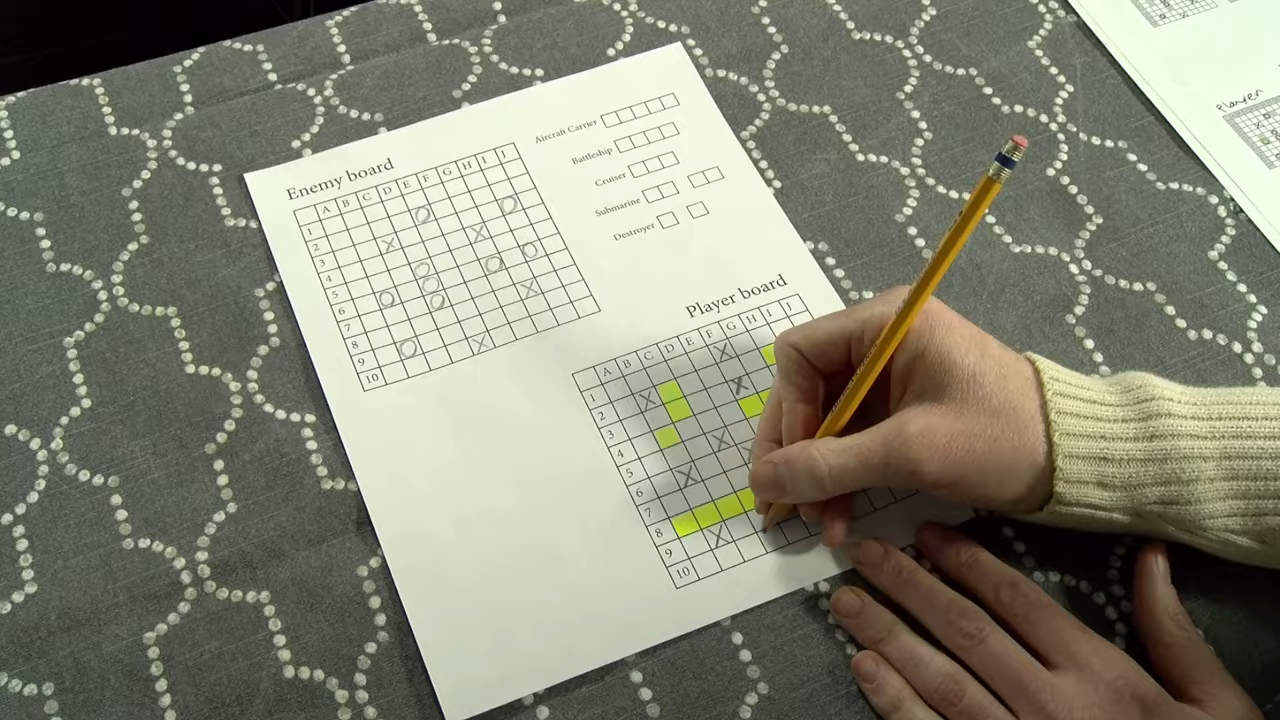 Enemy board
A B C D E F G H I J
1
2
3
4
5
6
7
8
9
10
Aircraft Carrier
Battleship
Cruiser
Submarine
Destroyer
Player board
A B C D E F G H I J
1
2
3
4
5
6
7
8
9
10
Player